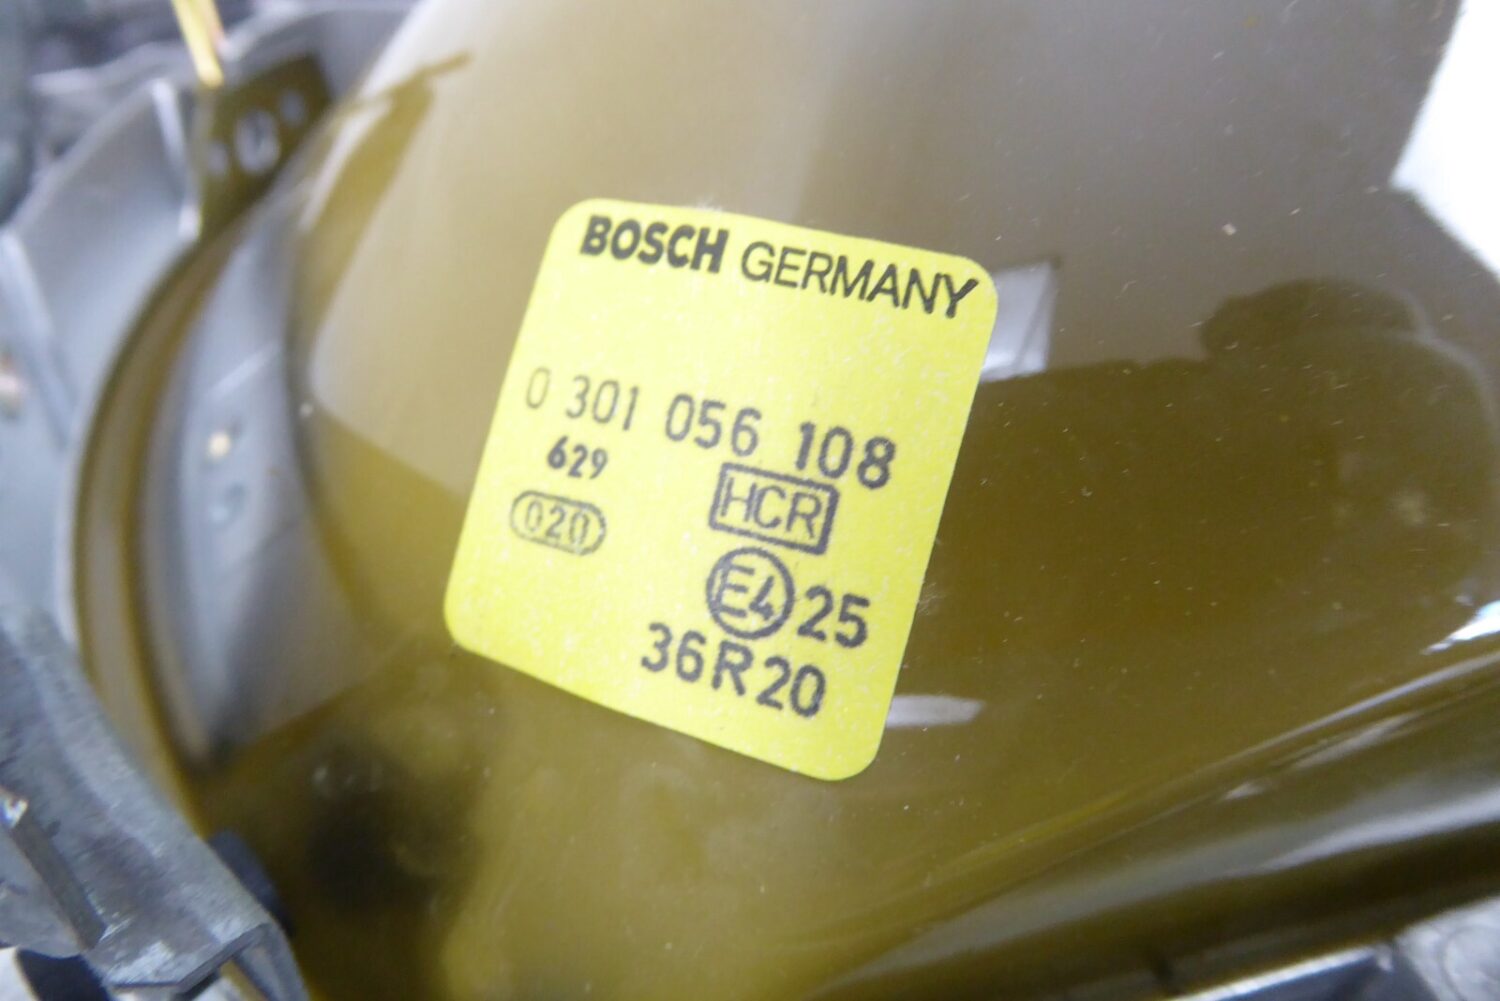 BOSCH GERMANY
0 301 056 108
629 HCR
020 E4 25
36R20